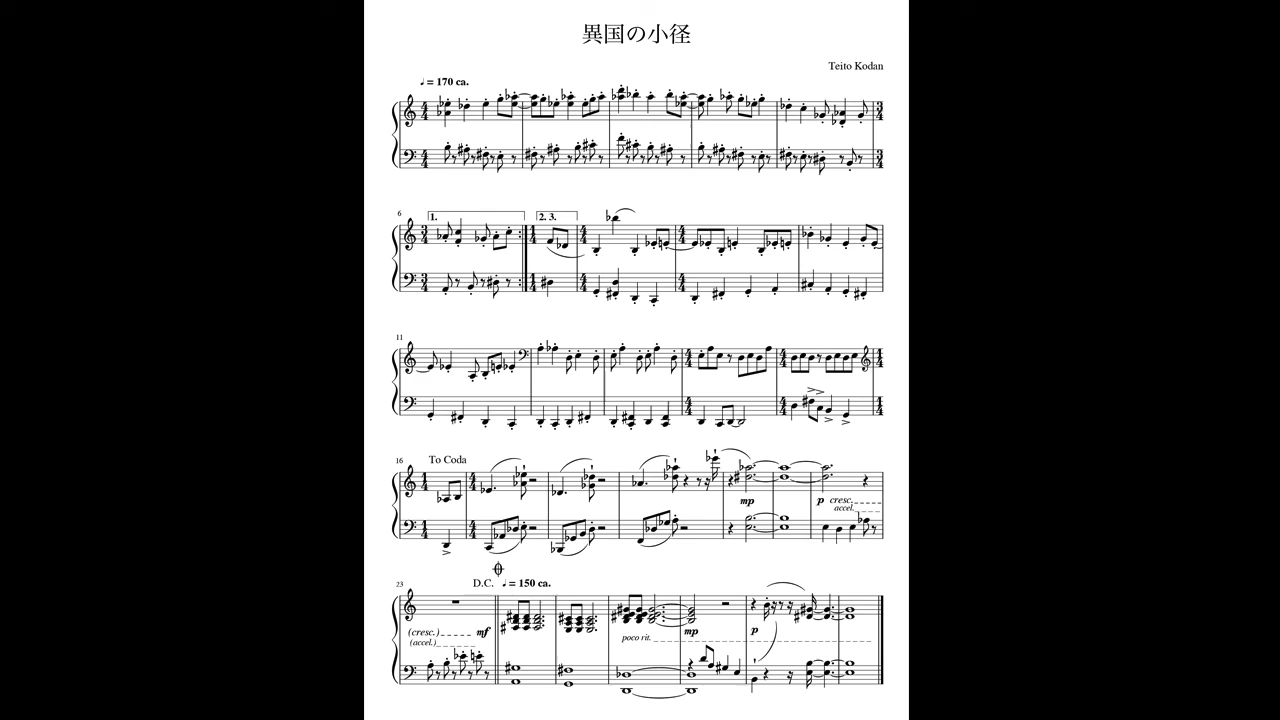 異国の小径
Teito Kodan
♩ = 170 ca.
6
1.
2. 3.
11
16
To Coda
mp
p cresc.
accel.
23
D.C.
♩ = 150 ca.
(cresc.)
mf
(accel.)
poco rit.
mp
p